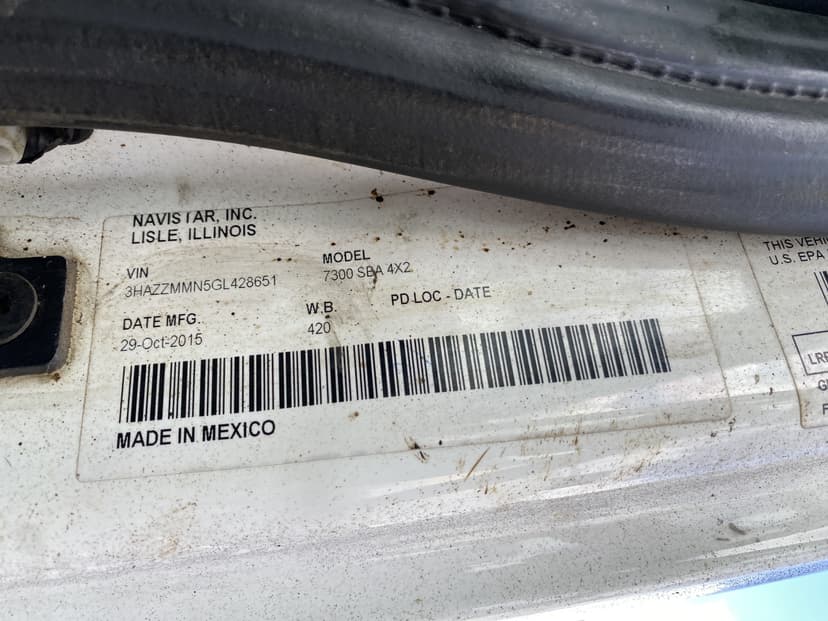 NAVISTAR, INC.
LISLE, ILLINOIS
VIN
3HAZZMMN5GL428651
MODEL
7300 SBA 4X2
DATE MFG.
29-Oct-2015
W.B.
420
PD LOC - DATE
MADE IN MEXICO
THIS VEHI
U.S. EPA
LRE